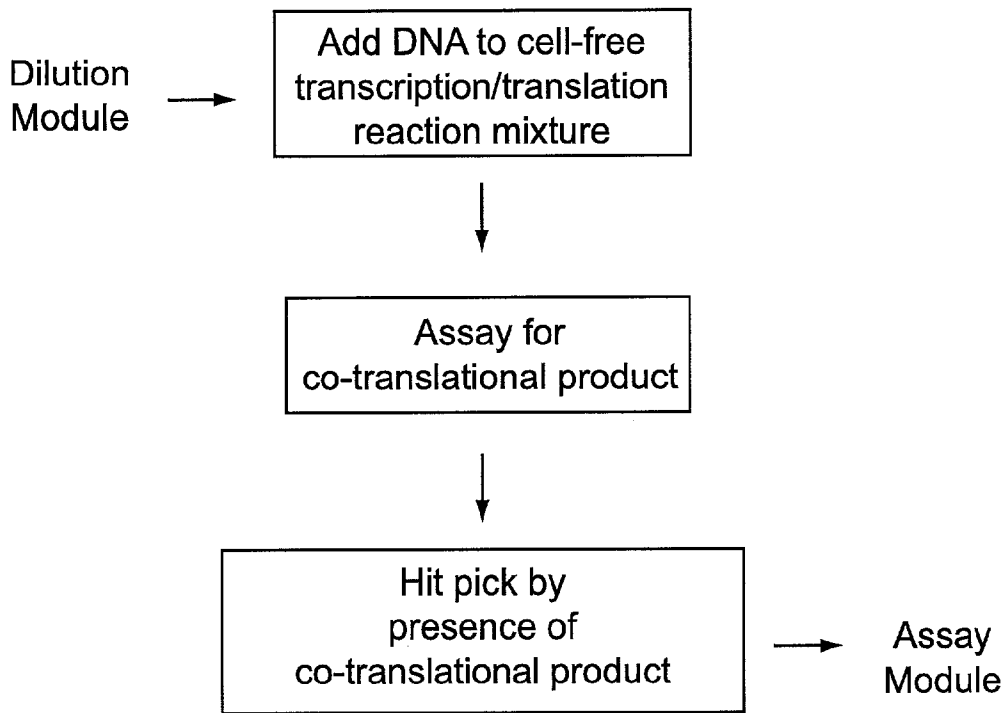 Dilution
Module
Add DNA to cell-free
transcription/translation
reaction mixture
Assay for
co-translational product
Hit pick by
presence of
co-translational product
Assay
Module